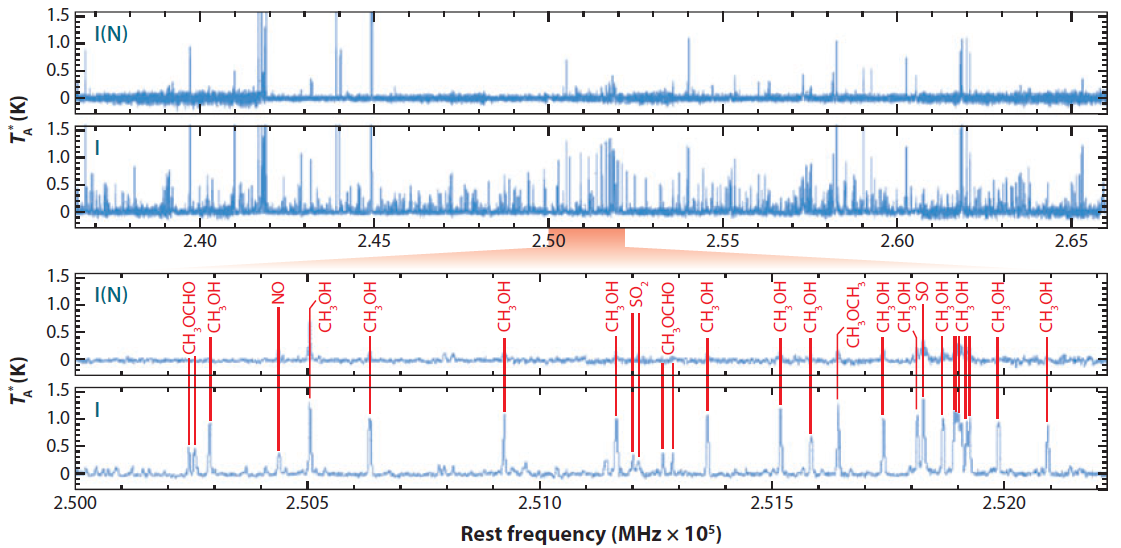 I(N)
1.5
1.0
0.5
0
I
1.5
1.0
0.5
0
T*A (K)
2.40 2.45 2.50 2.55 2.60 2.65
I(N)
1.5
1.0
0.5
0
CH3OCHO CH3OH NO CH3OH CH3OH CH3OH CH3OH SO2 CH3OCHO CH3OH CH3OH CH3OH CH3OCH3 CH3OH CH3OH SO CH3OH CH3OH CH3OH CH3OH
I
1.5
1.0
0.5
0
T*A (K)
2.500 2.505 2.510 2.515 2.520
Rest frequency (MHz × 10⁵)